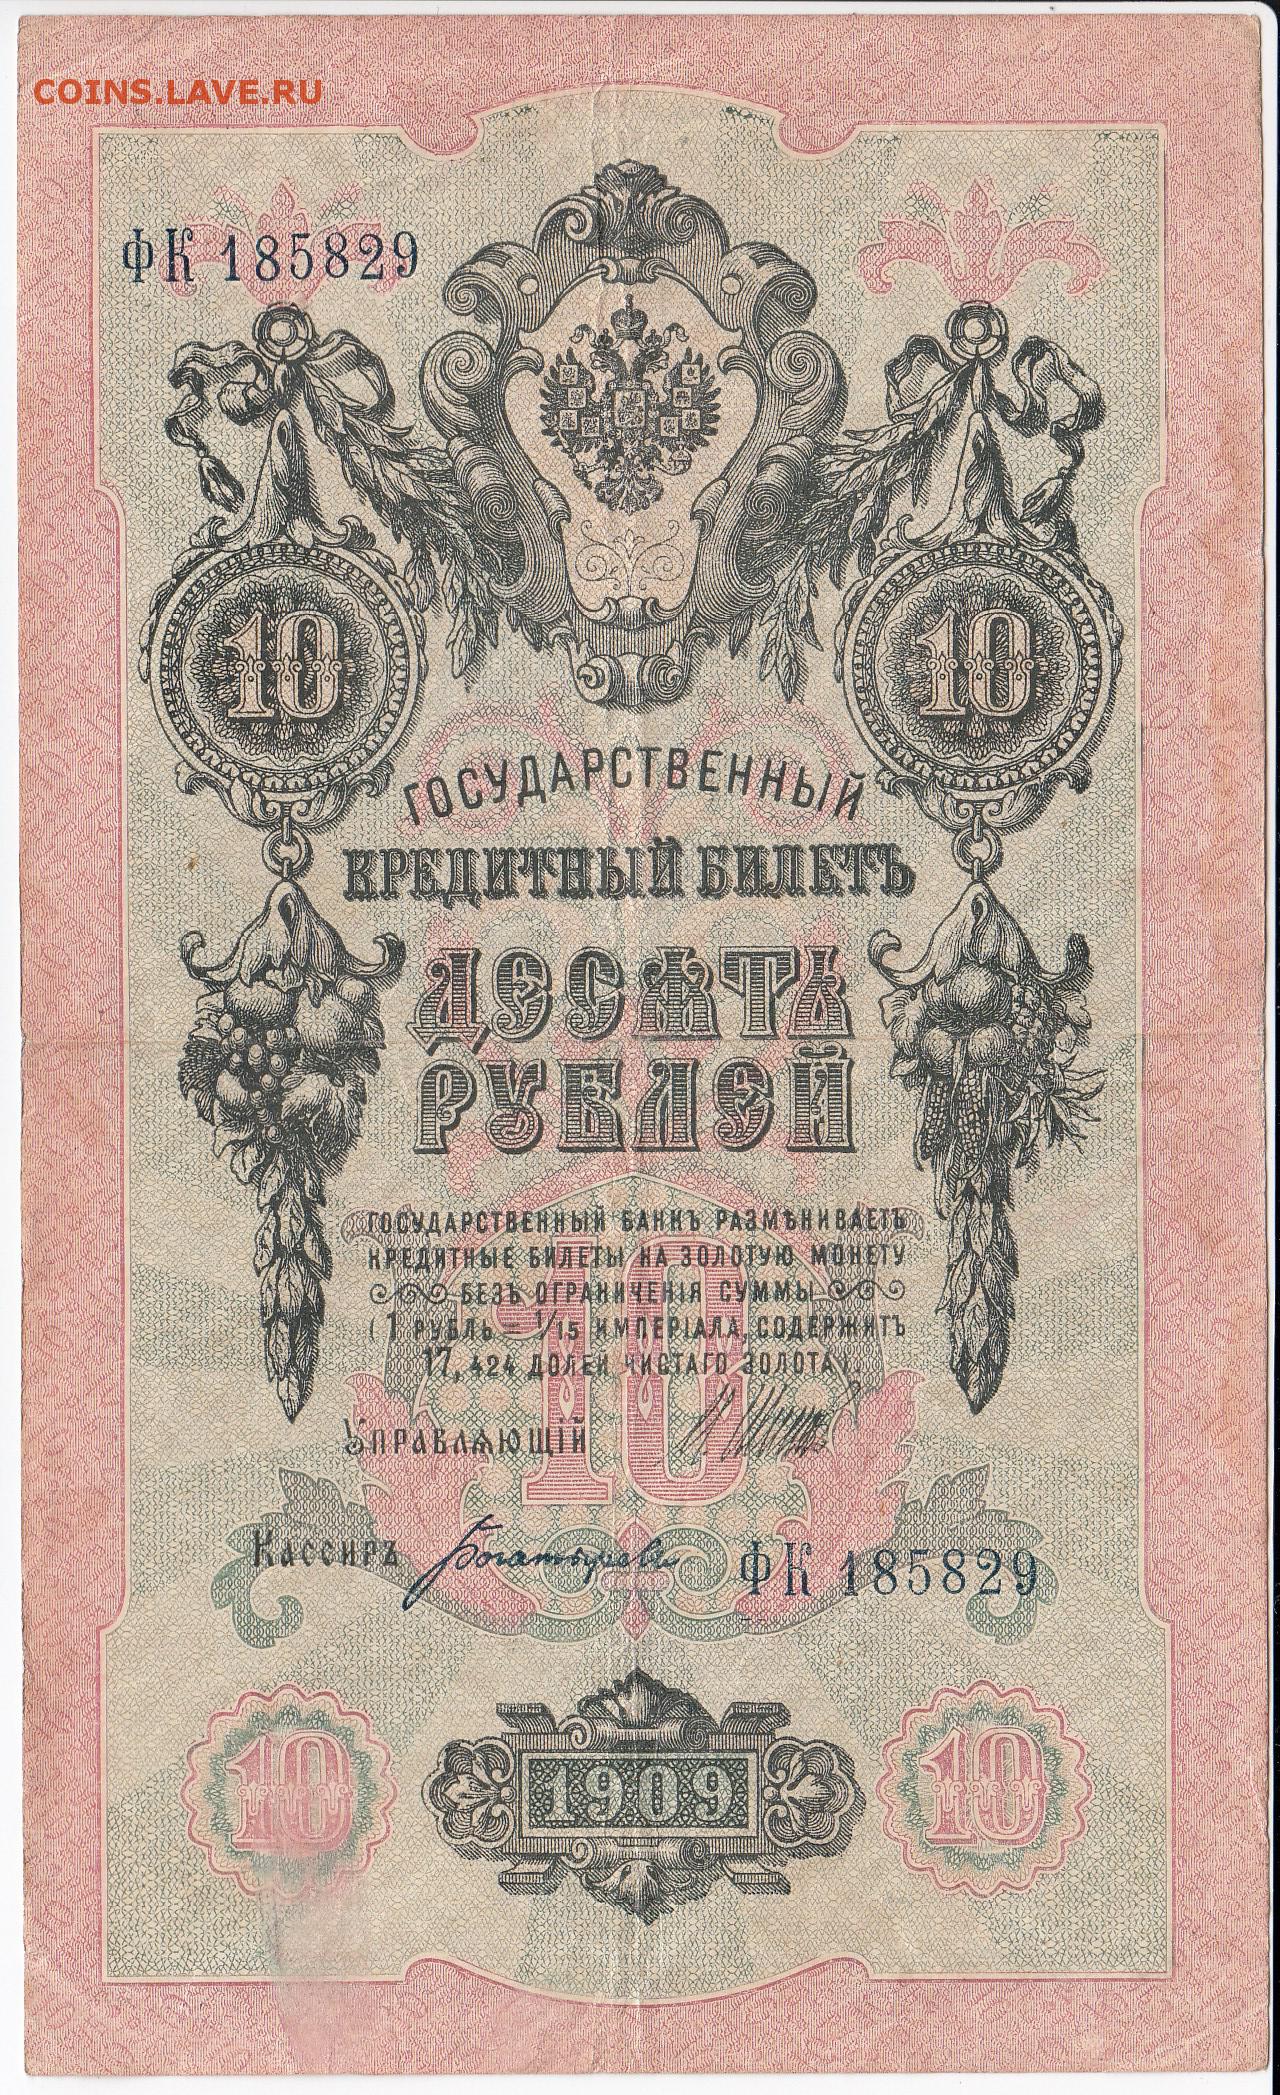 COINS.LAVE.RU
ФК 185829
10 10
ГОСУДАРСТВЕННЫЙ
КРЕДИТНЫЙ БИЛЕТЪ
ДЕСЯТЬ
РУБЛЕЙ
ГОСУДАРСТВЕННЫЙ БАНКЪ РАЗМѢНИВАЕТЪ
КРЕДИТНЫЕ БИЛЕТЫ НА ЗОЛОТУЮ МОНЕТУ
БЕЗЪ ОГРАНИЧЕНІЯ СУММЫ
(1 РУБЛЬ = 1/15 ИМПЕРІАЛА, СОДЕРЖИТЪ
17,424 ДОЛЕЙ ЧИСТАГО ЗОЛОТА).
10
УПРАВЛЯЮЩІЙ
КАССИРЪ
ФК 185829
10 1909 10